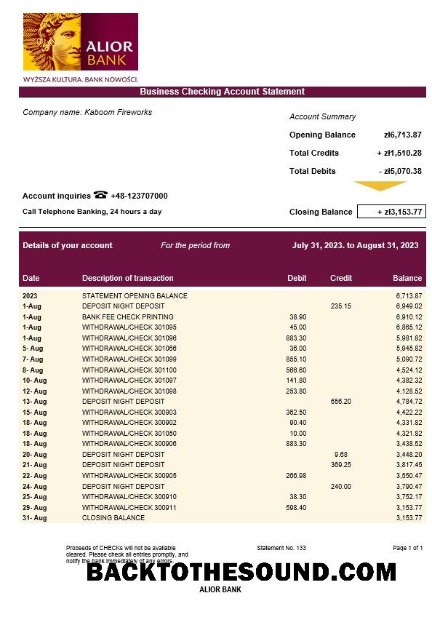 ALIOR
BANK
WYŻSZA KULTURA. BANK NOWOŚCI.
Business Checking Account Statement
Company name: Kaboom Fireworks
Account Summery
Opening Balance zł6,713.87
Total Credits + zł1,510.28
Total Debits - zł5,070.38
Account inquiries ☎ +48-123707000
Call Telephone Banking, 24 hours a day
Closing Balance + zł3,153.77
Details of your account For the period from July 31, 2023. to August 31, 2023
Date Description of transaction Debit Credit Balance
2023 STATEMENT OPENING BALANCE 6,713.87
1-Aug DEPOSIT NIGHT DEPOSIT 235.15 6,949.02
1-Aug BANK FEE CHECK PRINTING 38.90 6,910.12
1-Aug WITHDRAWAL/CHECK 301095 45.00 6,865.12
1-Aug WITHDRAWAL/CHECK 301096 883.30 5,981.82
5- Aug WITHDRAWAL/CHECK 301066 36.00 5,945.82
7- Aug WITHDRAWAL/CHECK 301099 855.10 5,090.72
8- Aug WITHDRAWAL/CHECK 301100 566.60 4,524.12
10- Aug WITHDRAWAL/CHECK 301097 141.80 4,382.32
12- Aug WITHDRAWAL/CHECK 301098 253.80 4,128.52
13- Aug DEPOSIT NIGHT DEPOSIT 656.20 4,784.72
15- Aug WITHDRAWAL/CHECK 300903 362.50 4,422.22
18- Aug WITHDRAWAL/CHECK 300902 90.40 4,331.82
18- Aug WITHDRAWAL/CHECK 301050 10.00 4,321.82
18- Aug WITHDRAWAL/CHECK 300906 883.30 3,438.52
20- Aug DEPOSIT NIGHT DEPOSIT 9.68 3,448.20
21- Aug DEPOSIT NIGHT DEPOSIT 369.25 3,817.45
22- Aug WITHDRAWAL/CHECK 300905 266.98 3,550.47
24- Aug DEPOSIT NIGHT DEPOSIT 240.00 3,790.47
25- Aug WITHDRAWAL/CHECK 300910 38.30 3,752.17
29- Aug WITHDRAWAL/CHECK 300911 598.40 3,153.77
31- Aug CLOSING BALANCE 3,153.77
Proceeds of CHECKs will not be available
cleared. Please check all entries promptly, and
notify the bank immediately of any errors.
Statement No. 133
Page 1 of 1
BACKTOTHESOUND.COM
ALIOR BANK